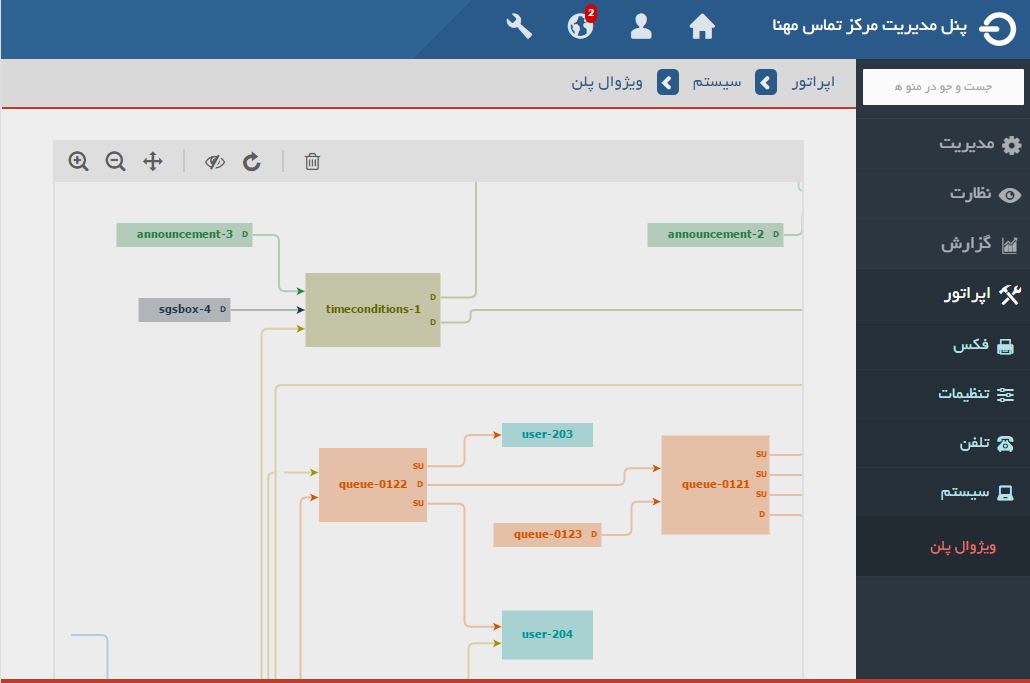 پنل مدیریت مرکز تماس مهنا
2
جست و جو در منو ه
اپراتور
سیستم
ویژوال پلن
مدیریت
نظارت
گزارش
اپراتور
فکس
تنظیمات
تلفن
سیستم
ویژوال پلن
announcement-3 D
announcement-2 D
sgsbox-4 D
timeconditions-1
D
D
user-203
queue-0122
SU
D
SU
queue-0121
SU
SU
SU
D
queue-0123 D
user-204